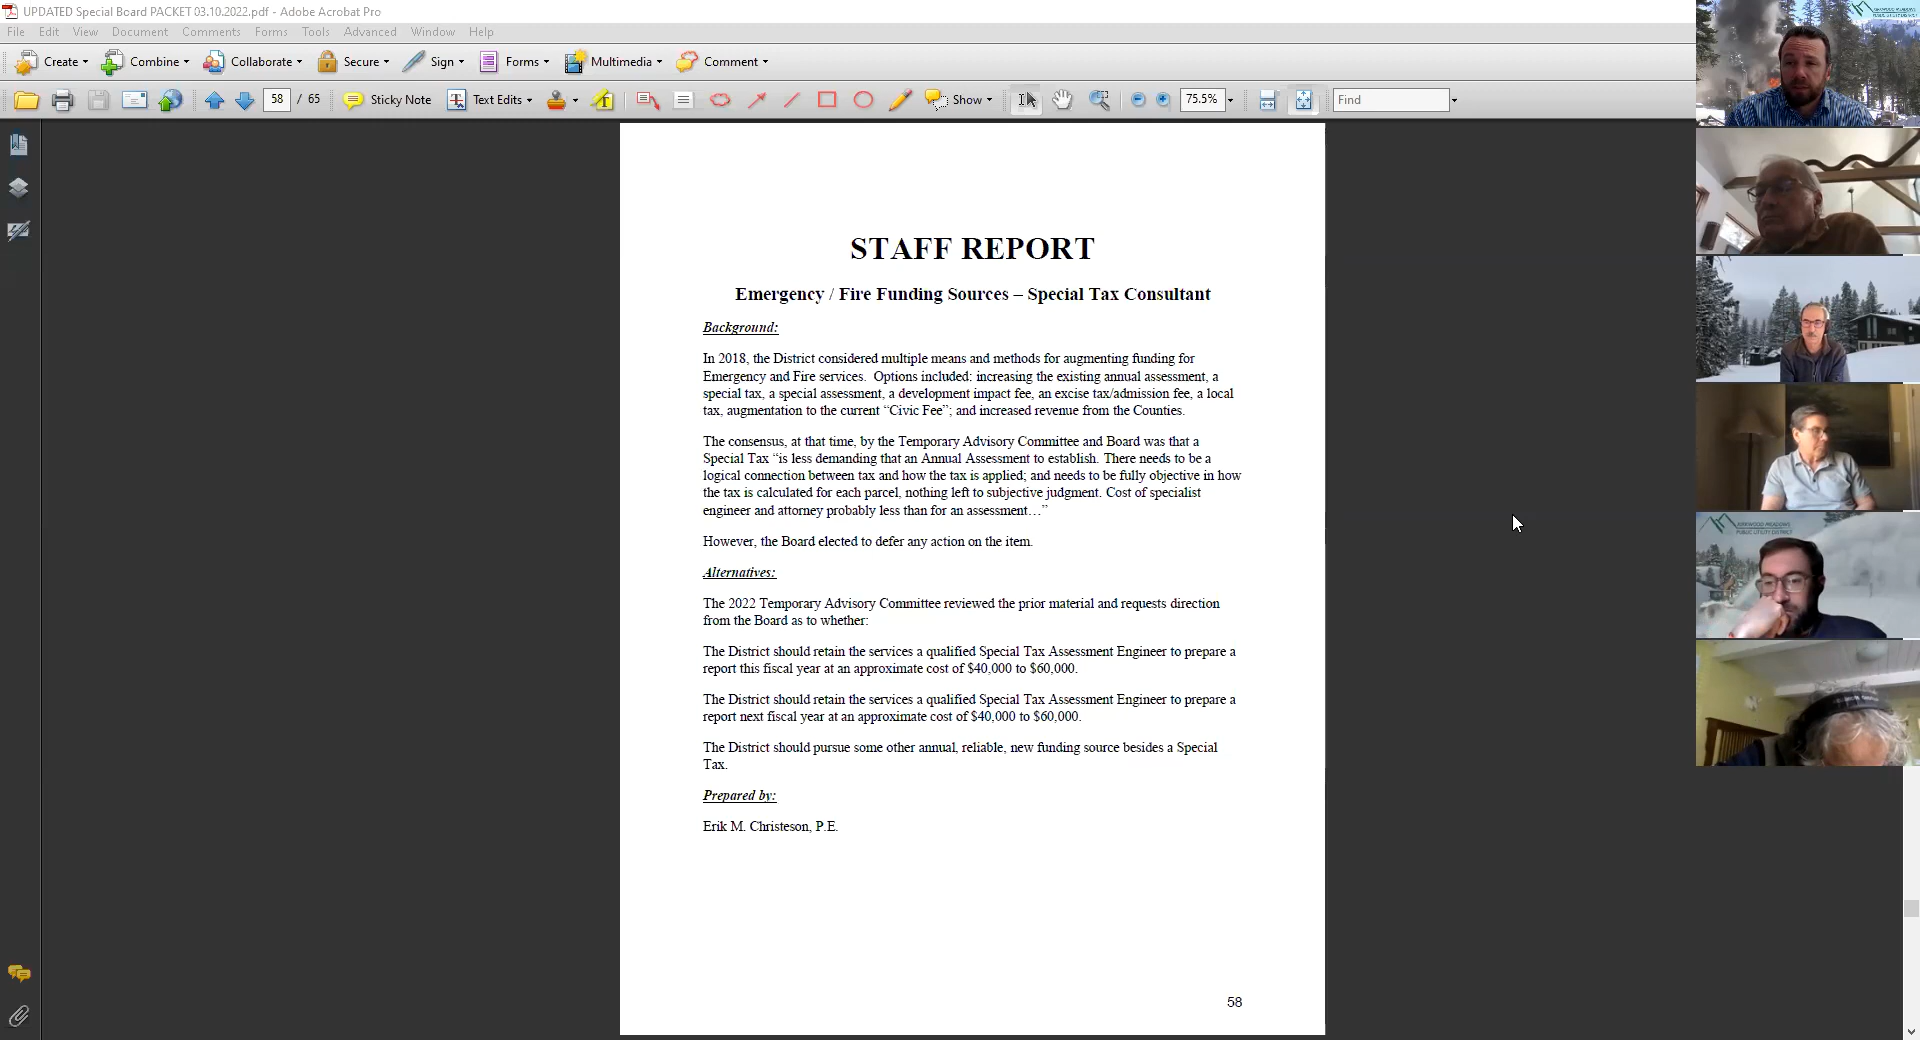 UPDATED Special Board PACKET 03.10.2022.pdf - Adobe Acrobat Pro
File Edit View Document Comments Forms Tools Advanced Window Help
Create Combine Collaborate Secure Sign Forms Multimedia Comment
58 / 65 Sticky Note Text Edits Show 75.5% Find
STAFF REPORT
Emergency / Fire Funding Sources – Special Tax Consultant
Background:
In 2018, the District considered multiple means and methods for augmenting funding for
Emergency and Fire services. Options included: increasing the existing annual assessment, a
special tax, a special assessment, a development impact fee, an excise tax/admission fee, a local
tax, augmentation to the current “Civic Fee”; and increased revenue from the Counties.
The consensus, at that time, by the Temporary Advisory Committee and Board was that a
Special Tax “is less demanding that an Annual Assessment to establish. There needs to be a
logical connection between tax and how the tax is applied; and needs to be fully objective in how
the tax is calculated for each parcel, nothing left to subjective judgment. Cost of specialist
engineer and attorney probably less than for an assessment…”
However, the Board elected to defer any action on the item.
Alternatives:
The 2022 Temporary Advisory Committee reviewed the prior material and requests direction
from the Board as to whether:
The District should retain the services a qualified Special Tax Assessment Engineer to prepare a
report this fiscal year at an approximate cost of $40,000 to $60,000.
The District should retain the services a qualified Special Tax Assessment Engineer to prepare a
report next fiscal year at an approximate cost of $40,000 to $60,000.
The District should pursue some other annual, reliable, new funding source besides a Special
Tax.
Prepared by:
Erik M. Christeson, P.E.
58
KIRKWOOD MEADOWS
PUBLIC UTILITY DISTRICT